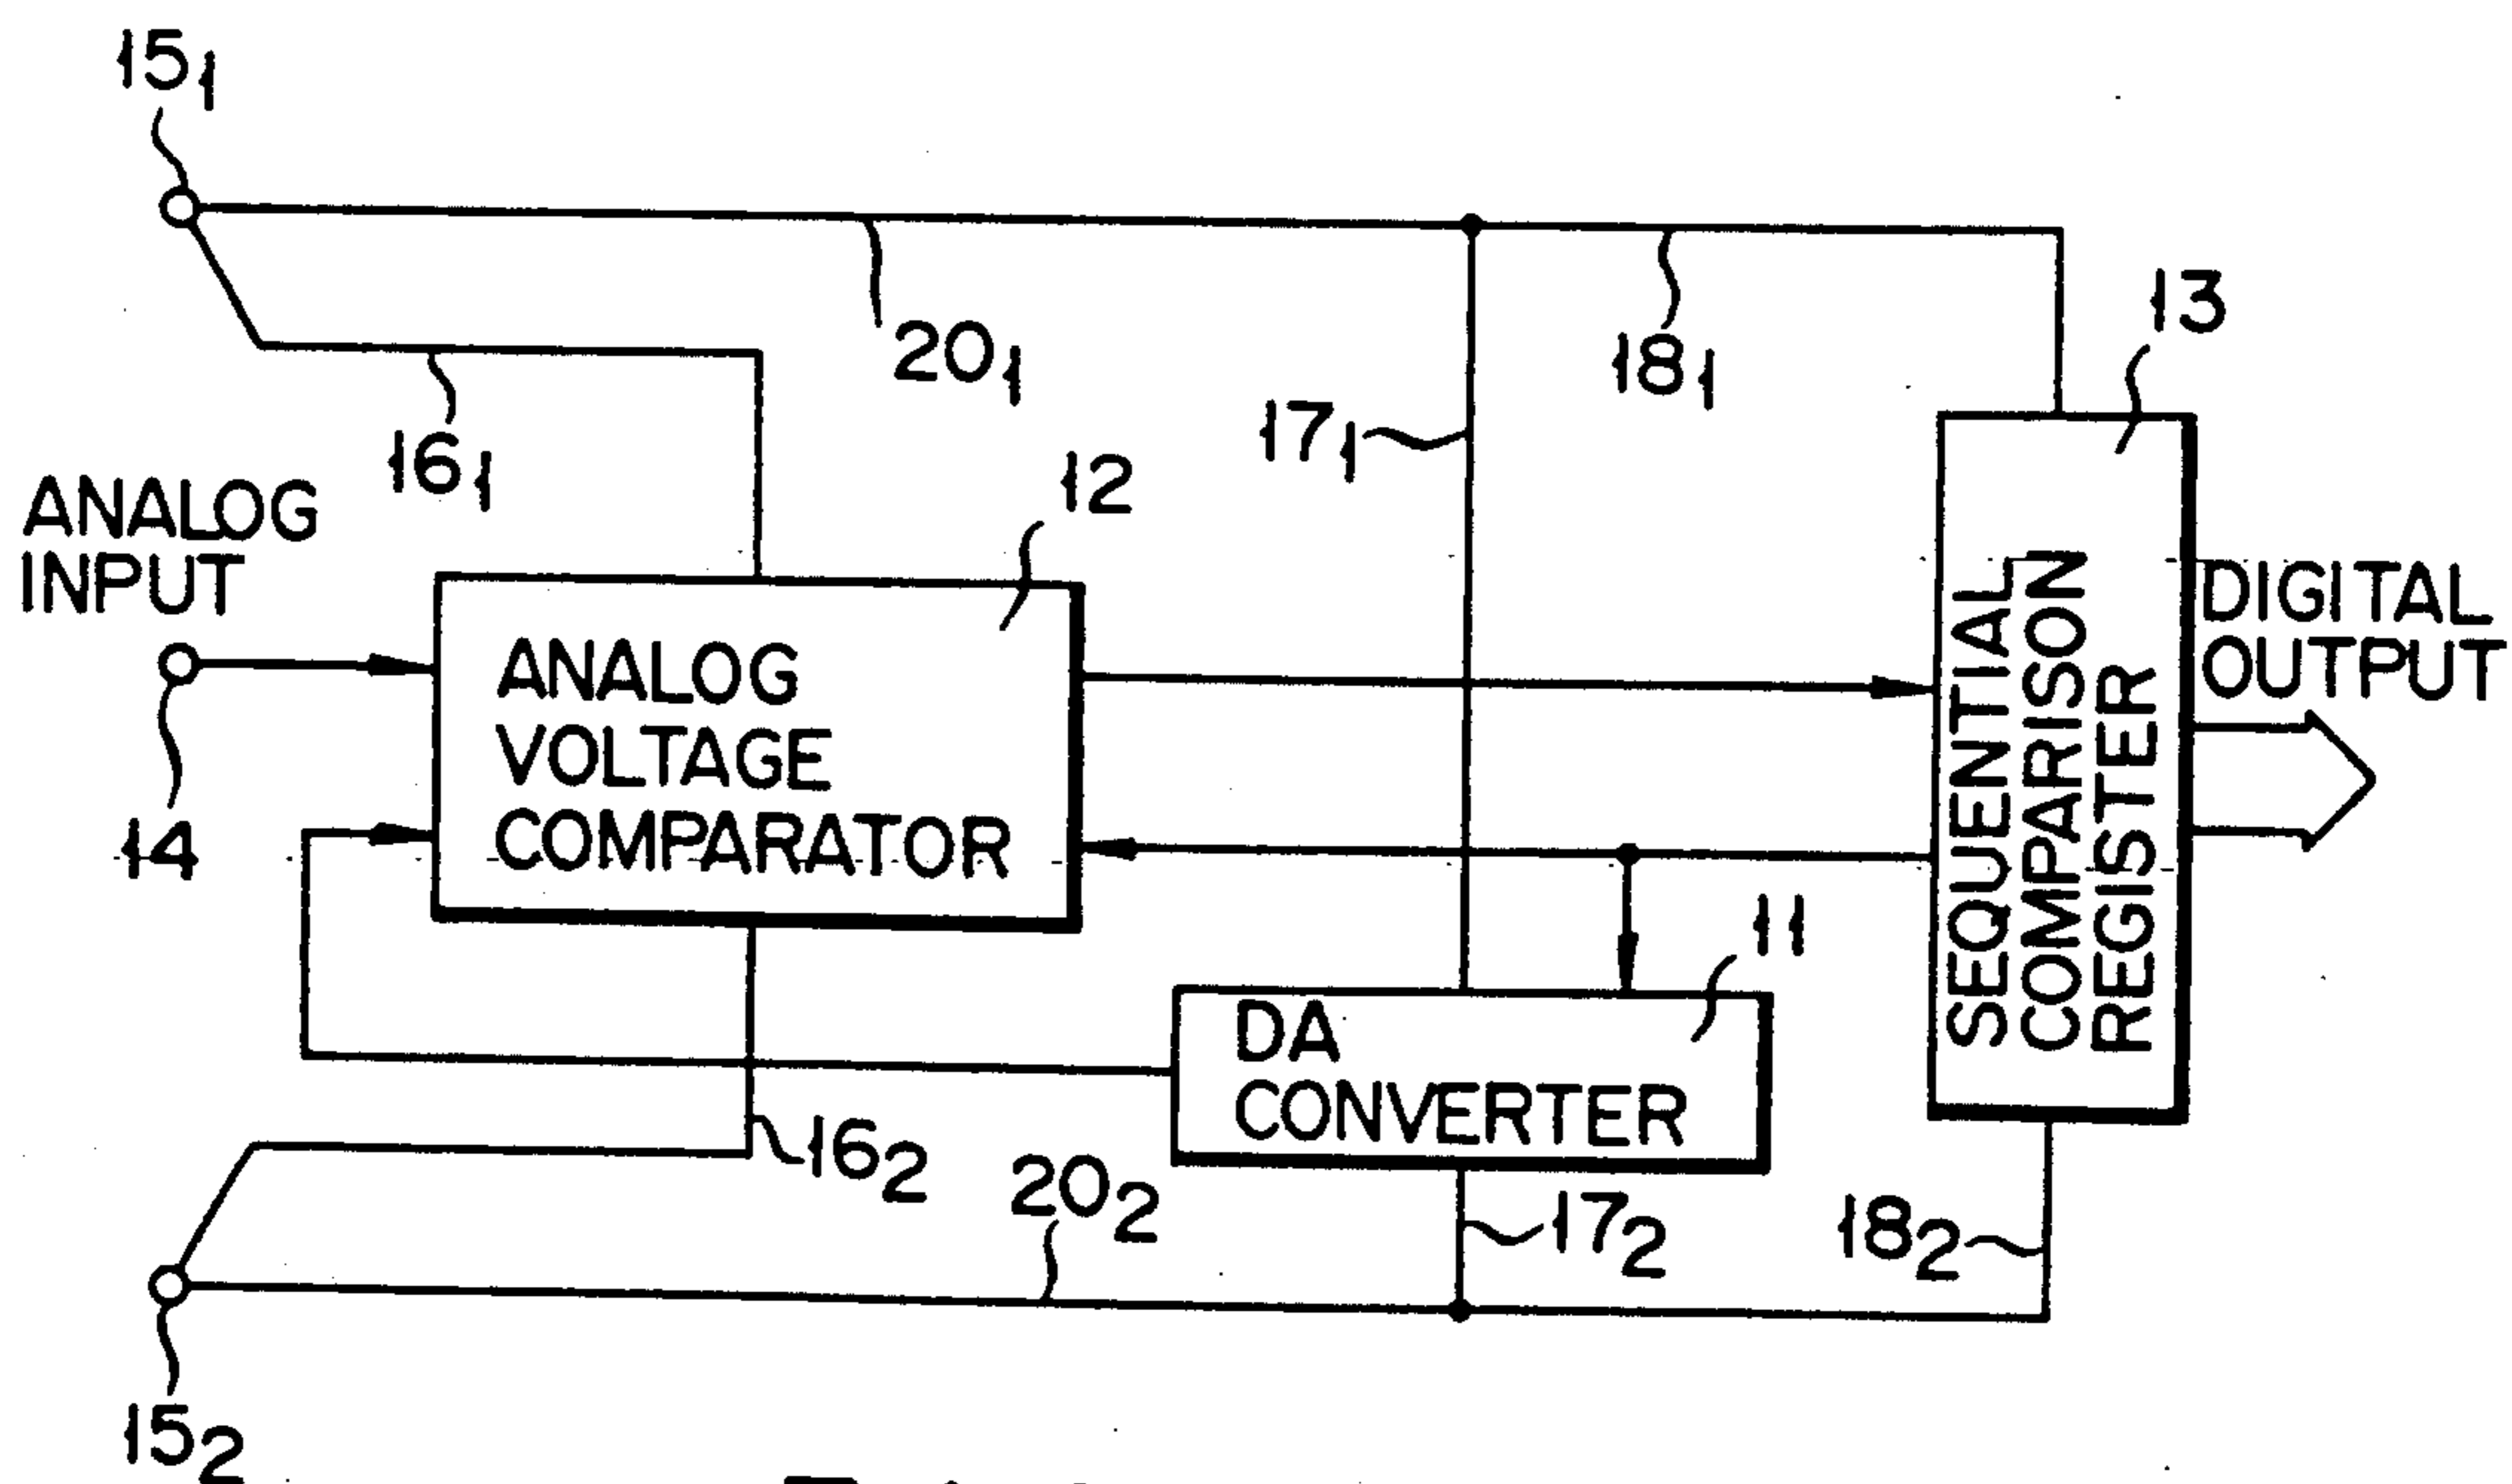 15₁
20₁
18₁
13
17₁
16₁
12
ANALOG
INPUT
DIGITAL
OUTPUT
ANALOG
VOLTAGE
COMPARATOR
SEQUENTIAL
COMPARISON
REGISTER
14
11
DA
CONVERTER
16₂
20₂
17₂
18₂
15₂